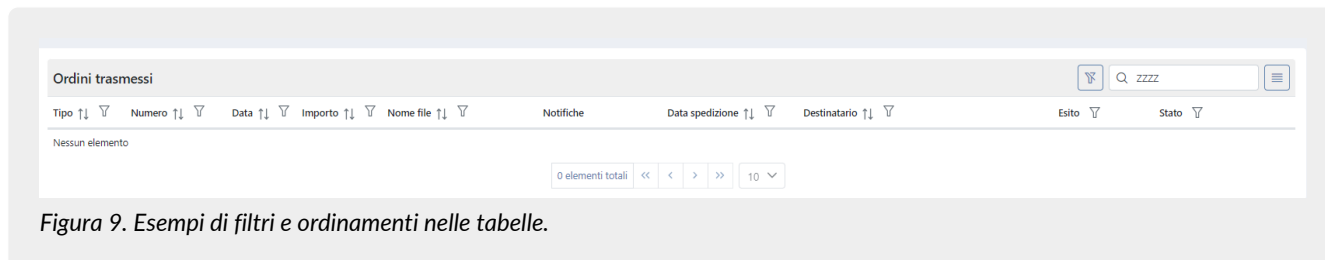 Ordini trasmessi
zzzz
Tipo Numero Data Importo Nome file Notifiche Data spedizione Destinatario Esito Stato
Nessun elemento
0 elementi totali << < > >> 10
Figura 9. Esempi di filtri e ordinamenti nelle tabelle.